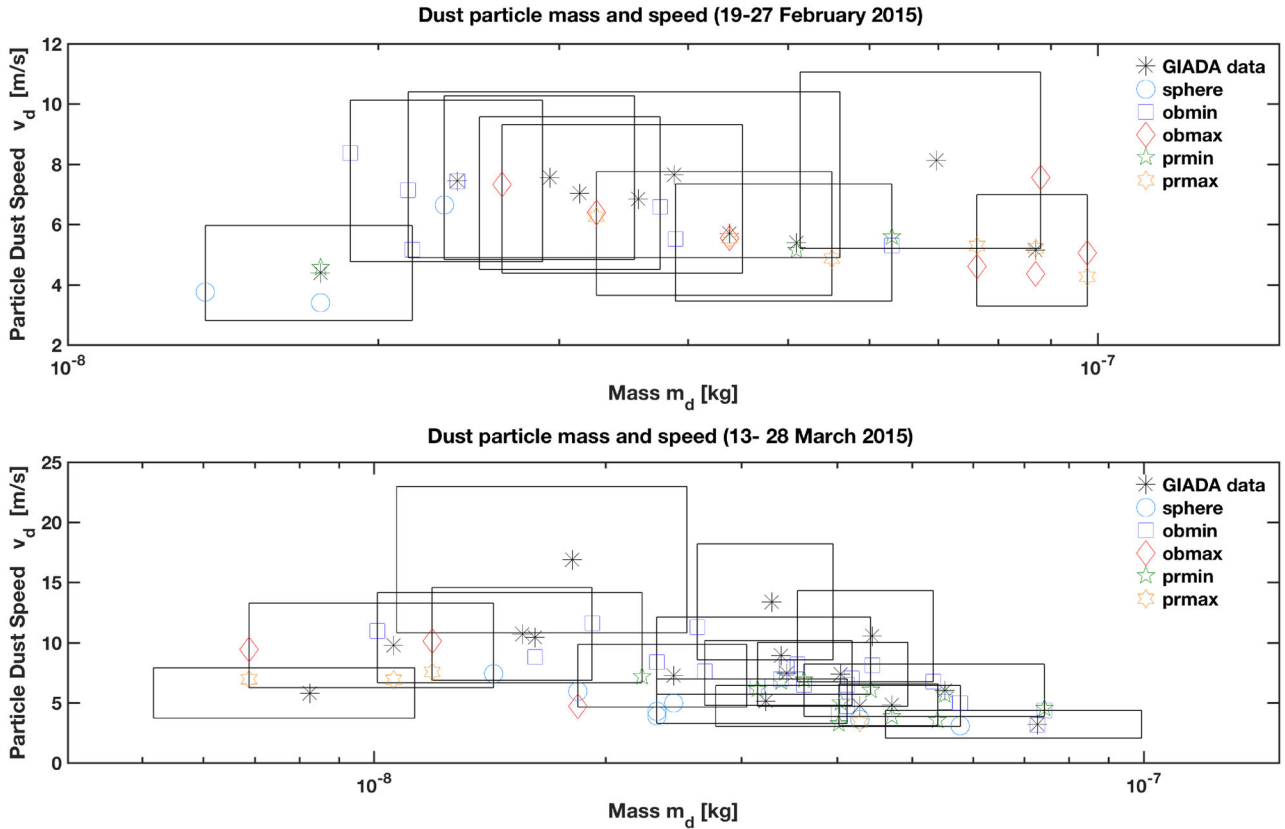 Dust particle mass and speed (19-27 February 2015)
Particle Dust Speed v_d [m/s]
12
10
8
6
4
2
10^-8
10^-7
Mass m_d [kg]
GIADA data
sphere
obmin
obmax
prmin
prmax
Dust particle mass and speed (13- 28 March 2015)
Particle Dust Speed v_d [m/s]
25
20
15
10
5
0
10^-8
10^-7
Mass m_d [kg]
GIADA data
sphere
obmin
obmax
prmin
prmax